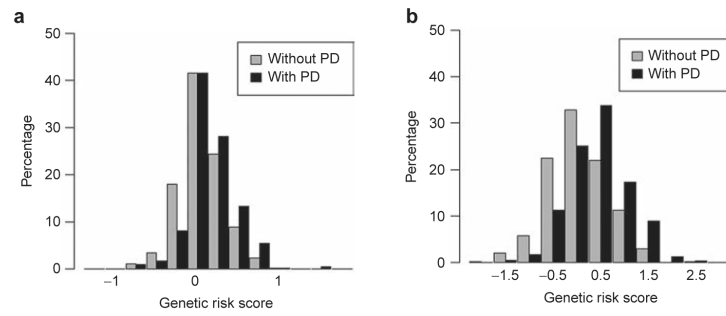 a
50
40
30
20
10
0
Percentage
Without PD
With PD
−1
0
1
Genetic risk score
b
50
40
30
20
10
0
Percentage
Without PD
With PD
−1.5
−0.5
0.5
1.5
2.5
Genetic risk score